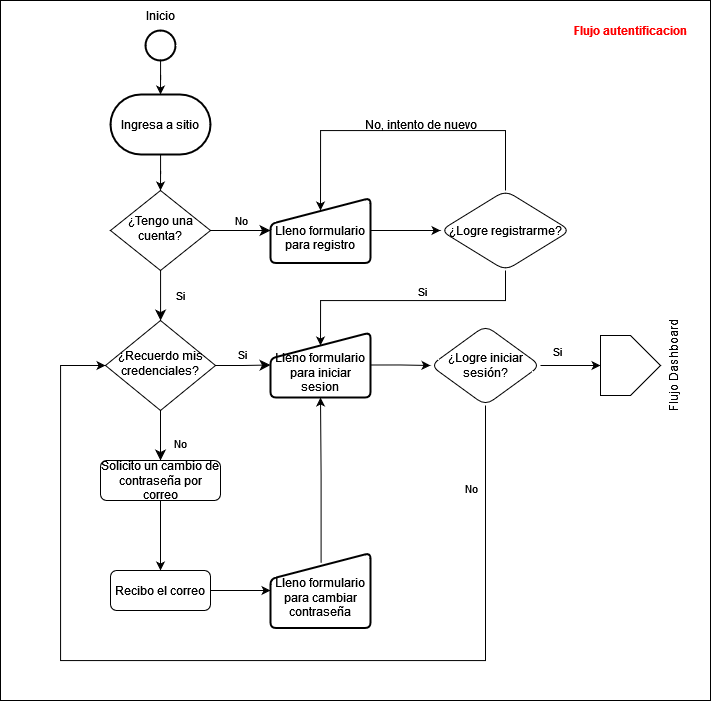 Inicio
Flujo autentificacion
Ingresa a sitio
No, intento de nuevo
¿Tengo una
cuenta?
No
Lleno formulario
para registro
¿Logre registrarme?
Si
Si
¿Recuerdo mis
credenciales?
Si
Lleno formulario
para iniciar
sesion
¿Logre iniciar
sesión?
Si
Flujo Dashboard
No
Solicito un cambio de
contraseña por
correo
No
Recibo el correo
Lleno formulario
para cambiar
contraseña